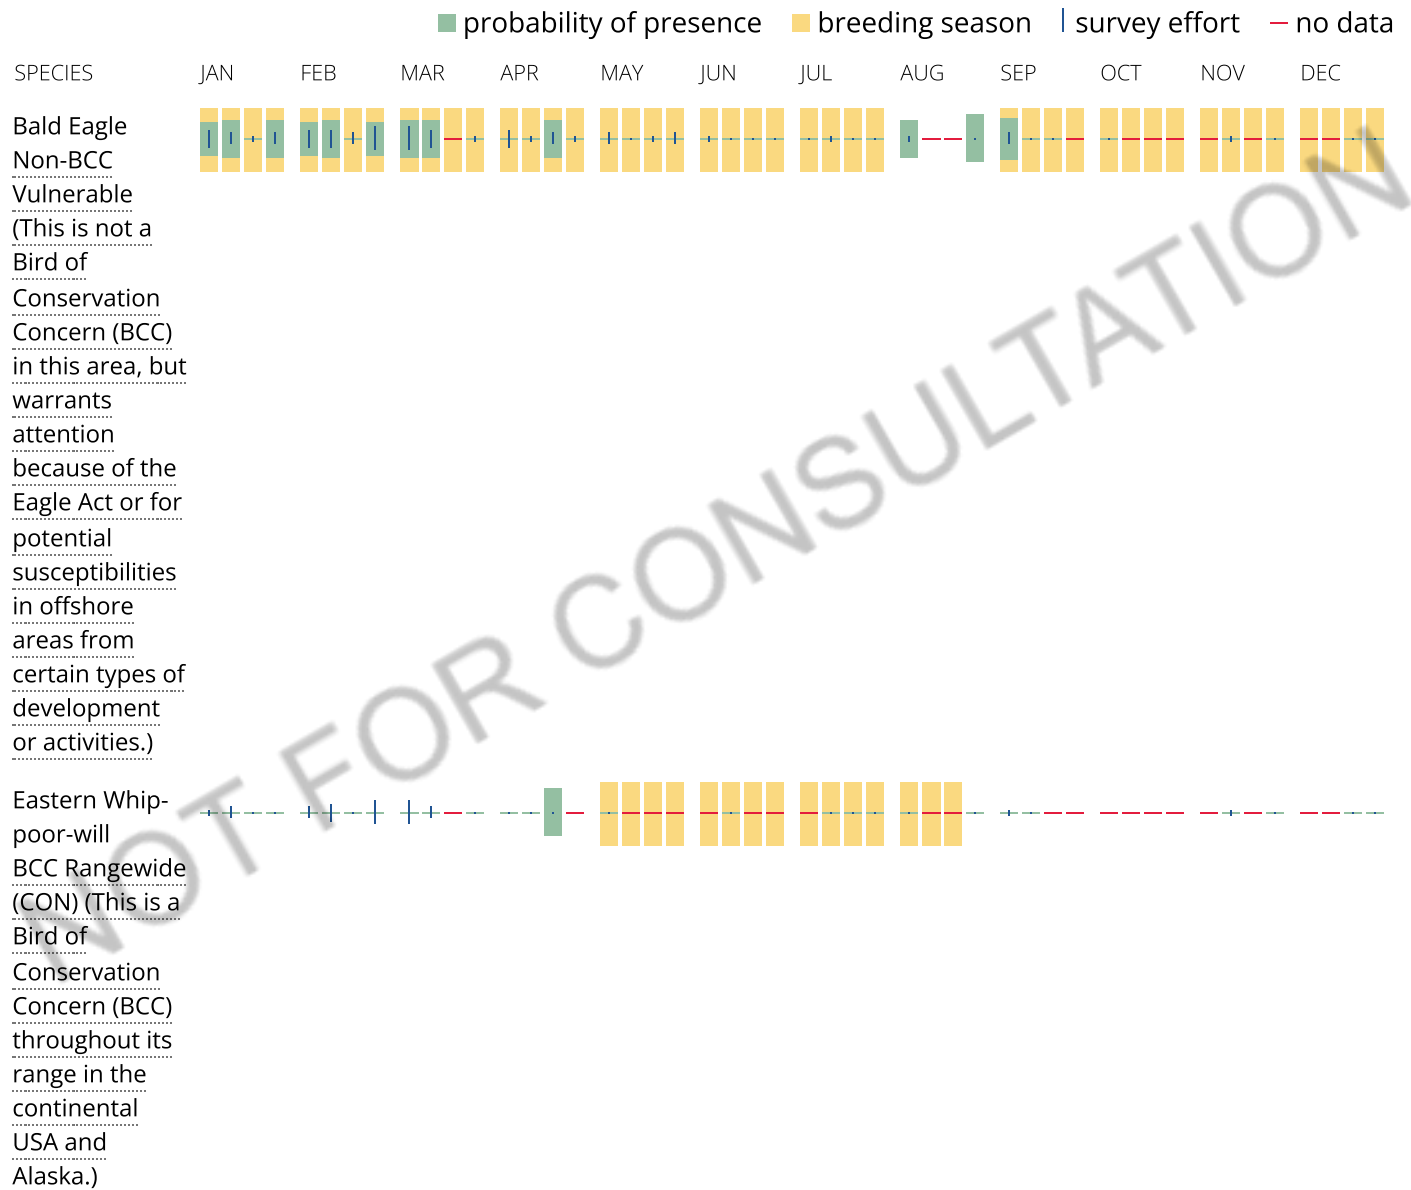 probability of presence breeding season survey effort no data
SPECIES JAN FEB MAR APR MAY JUN JUL AUG SEP OCT NOV DEC
Bald Eagle
Non-BCC
Vulnerable
(This is not a
Bird of
Conservation
Concern (BCC)
in this area, but
warrants
attention
because of the
Eagle Act or for
potential
susceptibilities
in offshore
areas from
certain types of
development
or activities.)
Eastern Whip-
poor-will
BCC Rangewide
(CON) (This is a
Bird of
Conservation
Concern (BCC)
throughout its
range in the
continental
USA and
Alaska.)
NOT FOR CONSULTATION